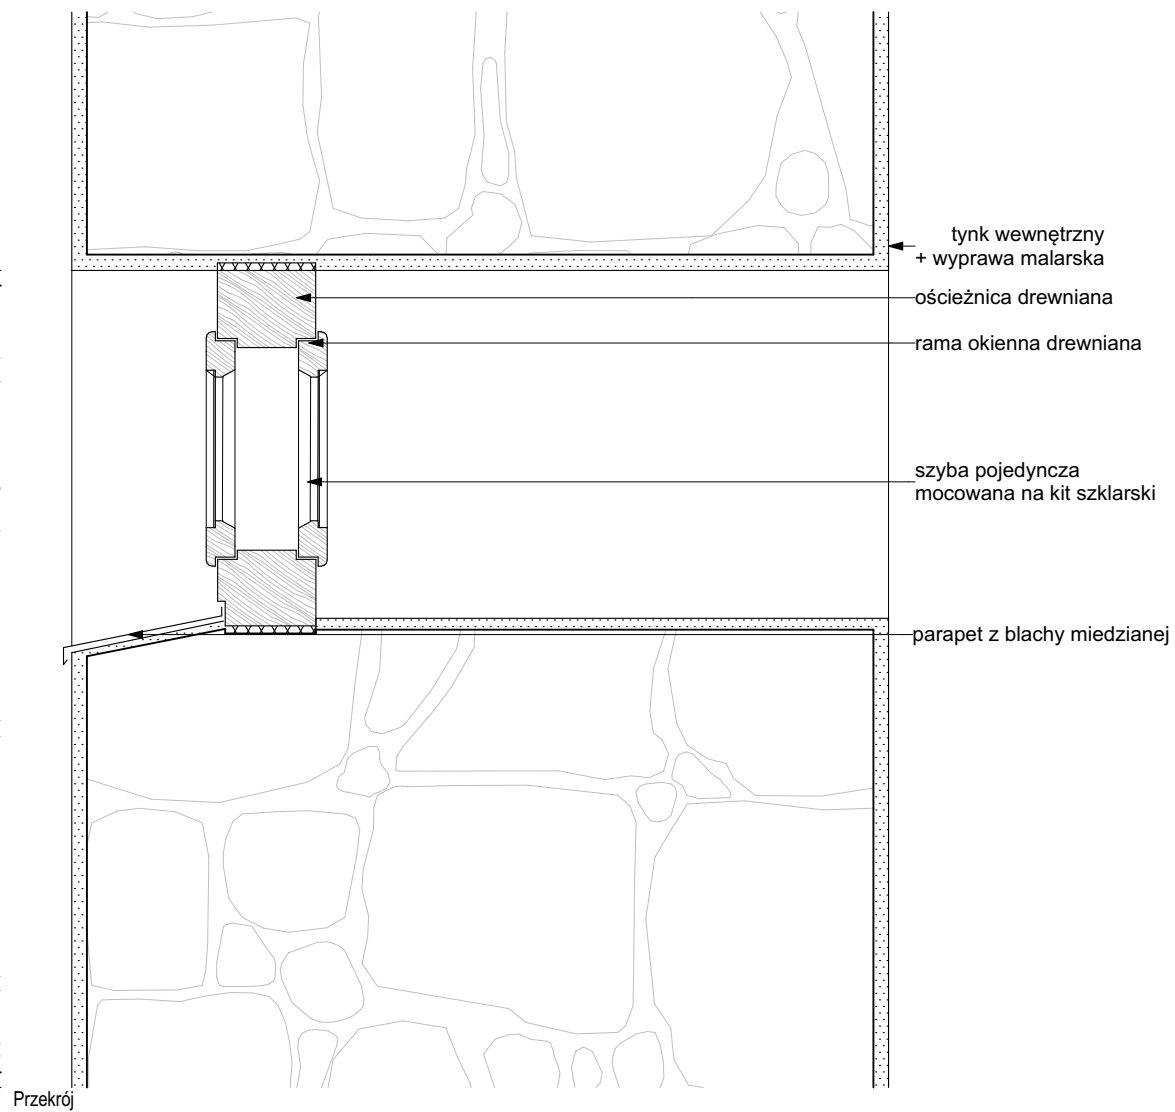 tynk wewnętrzny
+ wyprawa malarska
ościeżnica drewniana
rama okienna drewniana
szyba pojedyncza
mocowana na kit szklarski
parapet z blachy miedzianej
Przekrój